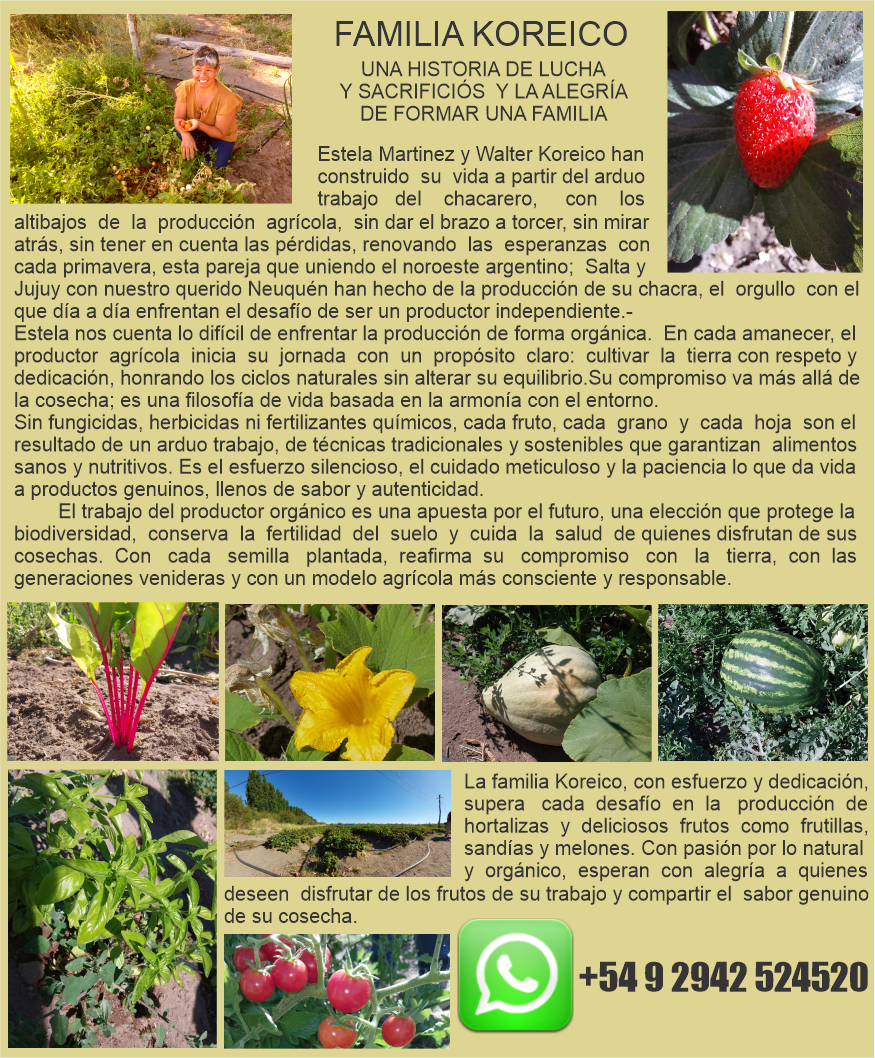 FAMILIA KOREICO
UNA HISTORIA DE LUCHA
Y SACRIFICIÓS Y LA ALEGRÍA
DE FORMAR UNA FAMILIA
Estela Martinez y Walter Koreico han
construido su vida a partir del arduo
trabajo del chacarero, con los
altibajos de la producción agrícola, sin dar el brazo a torcer, sin mirar
atrás, sin tener en cuenta las pérdidas, renovando las esperanzas con
cada primavera, esta pareja que uniendo el noroeste argentino; Salta y
Jujuy con nuestro querido Neuquén han hecho de la producción de su chacra, el orgullo con el
que día a día enfrentan el desafío de ser un productor independiente.-
Estela nos cuenta lo difícil de enfrentar la producción de forma orgánica. En cada amanecer, el
productor agrícola inicia su jornada con un propósito claro: cultivar la tierra con respeto y
dedicación, honrando los ciclos naturales sin alterar su equilibrio.Su compromiso va más allá de
la cosecha; es una filosofía de vida basada en la armonía con el entorno.
Sin fungicidas, herbicidas ni fertilizantes químicos, cada fruto, cada grano y cada hoja son el
resultado de un arduo trabajo, de técnicas tradicionales y sostenibles que garantizan alimentos
sanos y nutritivos. Es el esfuerzo silencioso, el cuidado meticuloso y la paciencia lo que da vida
a productos genuinos, llenos de sabor y autenticidad.
El trabajo del productor orgánico es una apuesta por el futuro, una elección que protege la
biodiversidad, conserva la fertilidad del suelo y cuida la salud de quienes disfrutan de sus
cosechas. Con cada semilla plantada, reafirma su compromiso con la tierra, con las
generaciones venideras y con un modelo agrícola más consciente y responsable.
La familia Koreico, con esfuerzo y dedicación,
supera cada desafío en la producción de
hortalizas y deliciosos frutos como frutillas,
sandías y melones. Con pasión por lo natural
y orgánico, esperan con alegría a quienes
deseen disfrutar de los frutos de su trabajo y compartir el sabor genuino
de su cosecha.
+54 9 2942 524520